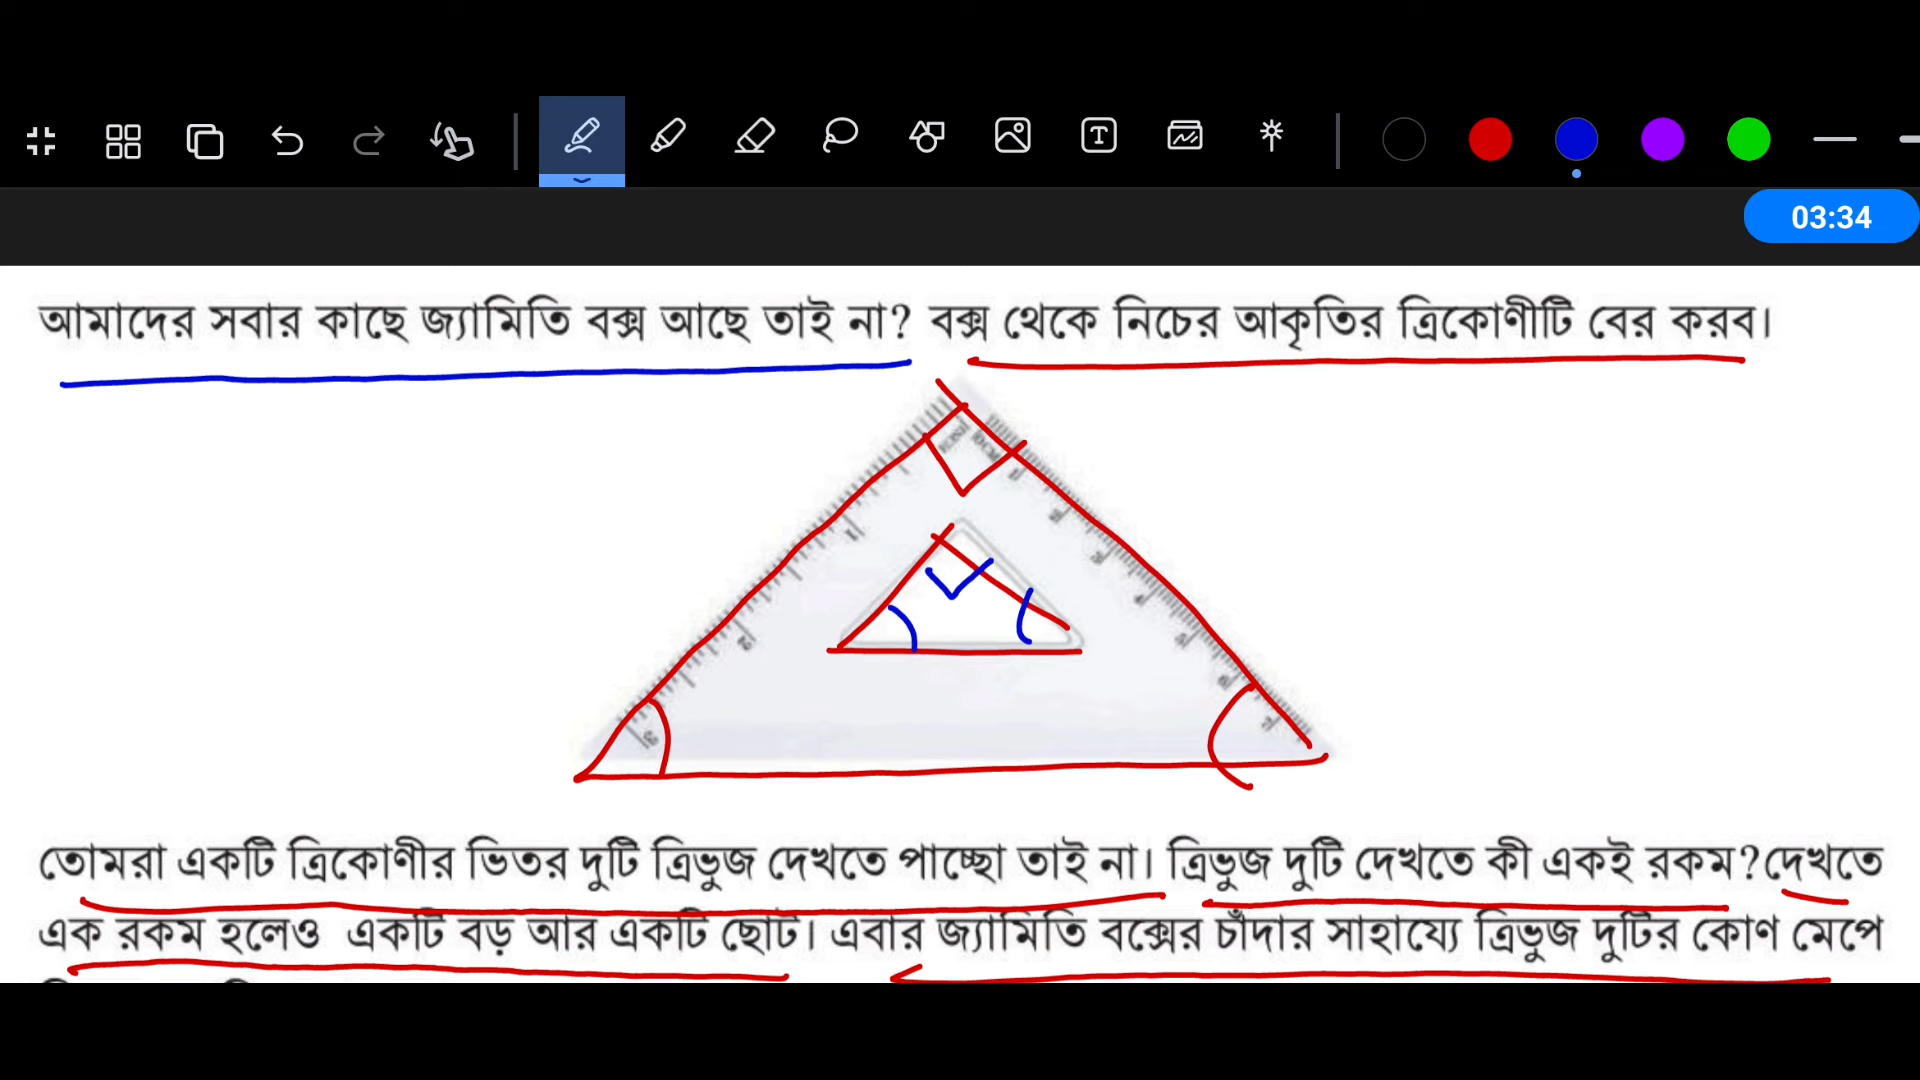 03:34
আমাদের সবার কাছে জ্যামিতি বক্স আছে তাই না? বক্স থেকে নিচের আকৃতির ত্রিকোণীটি বের করব।
তোমরা একটি ত্রিকোণীর ভিতর দুটি ত্রিভুজ দেখতে পাচ্ছো তাই না। ত্রিভুজ দুটি দেখতে কী একই রকম?দেখতে
এক রকম হলেও একটি বড় আর একটি ছোট। এবার জ্যামিতি বক্সের চাঁদার সাহায্যে ত্রিভুজ দুটির কোণ মেপে